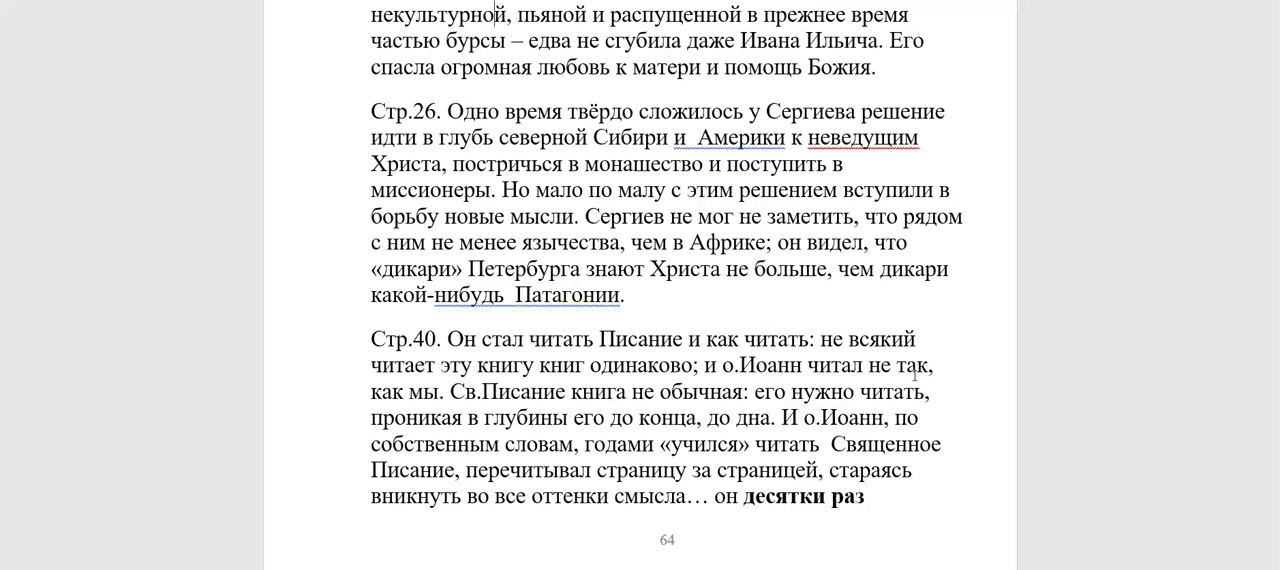 некультурной, пьяной и распущенной в прежнее время
частью бурсы – едва не сгубила даже Ивана Ильича. Его
спасла огромная любовь к матери и помощь Божия.
Стр.26. Одно время твёрдо сложилось у Сергиева решение
идти в глубь северной Сибири и  Америки к неведущим
Христа, постричься в монашество и поступить в
миссионеры. Но мало по малу с этим решением вступили в
борьбу новые мысли. Сергиев не мог не заметить, что рядом
с ним не менее язычества, чем в Африке; он видел, что
«дикари» Петербурга знают Христа не больше, чем дикари
какой-нибудь  Патагонии.
Стр.40. Он стал читать Писание и как читать: не всякий
читает эту книгу книг одинаково; и о.Иоанн читал не так,
как мы. Св.Писание книга не обычная: его нужно читать,
проникая в глубины его до конца, до дна. И о.Иоанн, по
собственным словам, годами «учился» читать  Священное
Писание, перечитывал страницу за страницей, стараясь
вникнуть во все оттенки смысла… он десятки раз
64